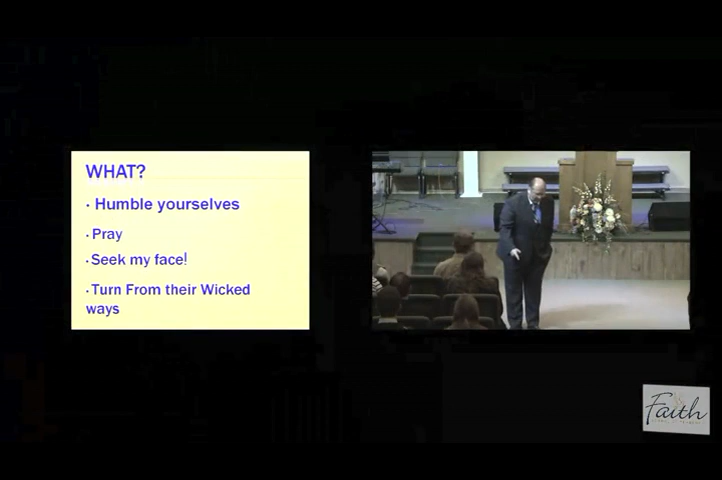 WHAT?
· Humble yourselves
· Pray
· Seek my face!
· Turn From their Wicked
ways
Faith